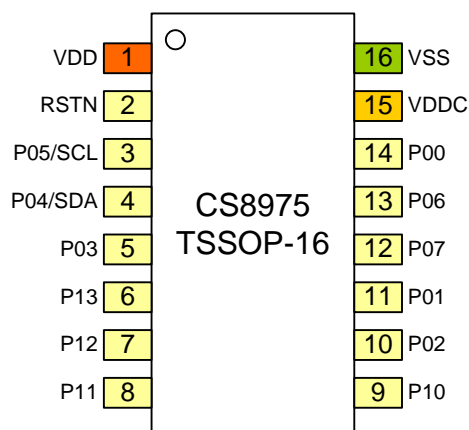 VDD 1 16 VSS
RSTN 2 15 VDDC
P05/SCL 3 14 P00
P04/SDA 4 13 P06
CS8975
TSSOP-16
P03 5 12 P07
P13 6 11 P01
P12 7 10 P02
P11 8 9 P10